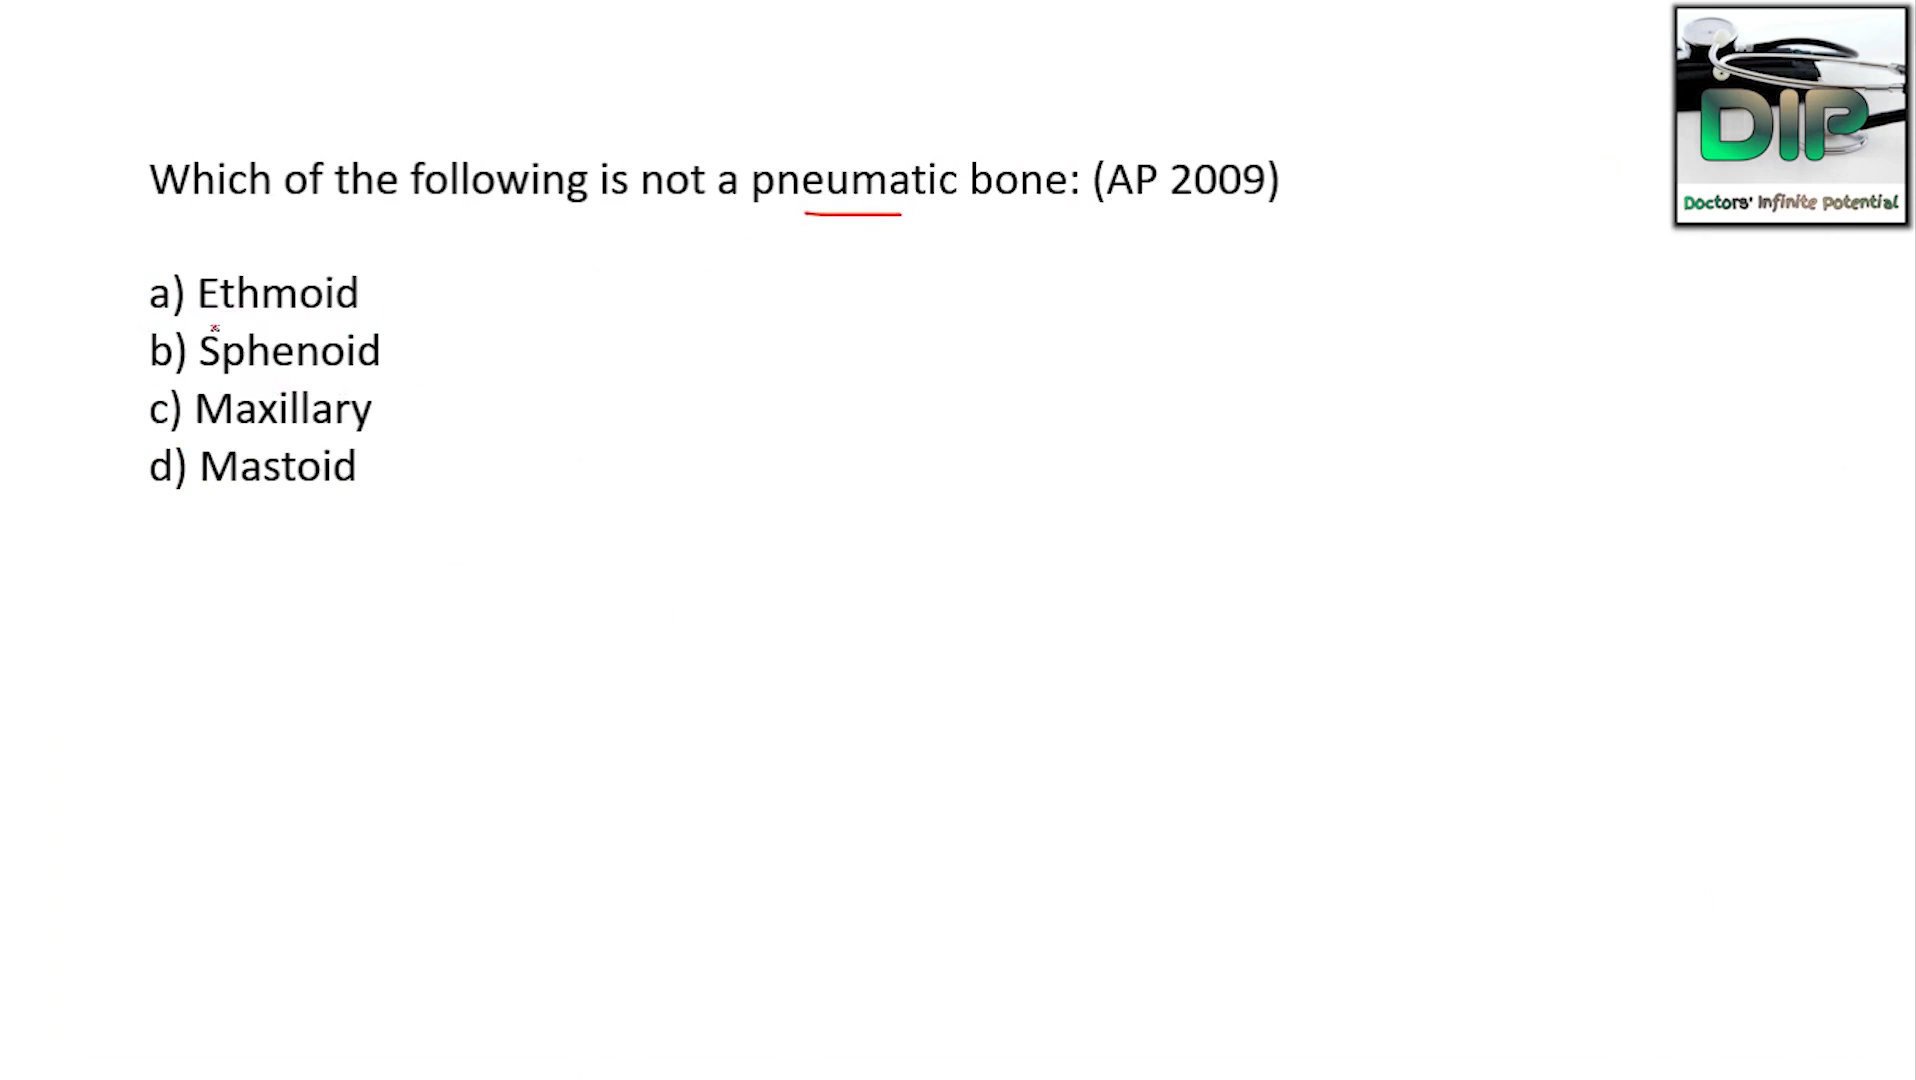 DIP
Doctors' Infinite Potential
Which of the following is not a pneumatic bone: (AP 2009)
a) Ethmoid
b) Sphenoid
c) Maxillary
d) Mastoid